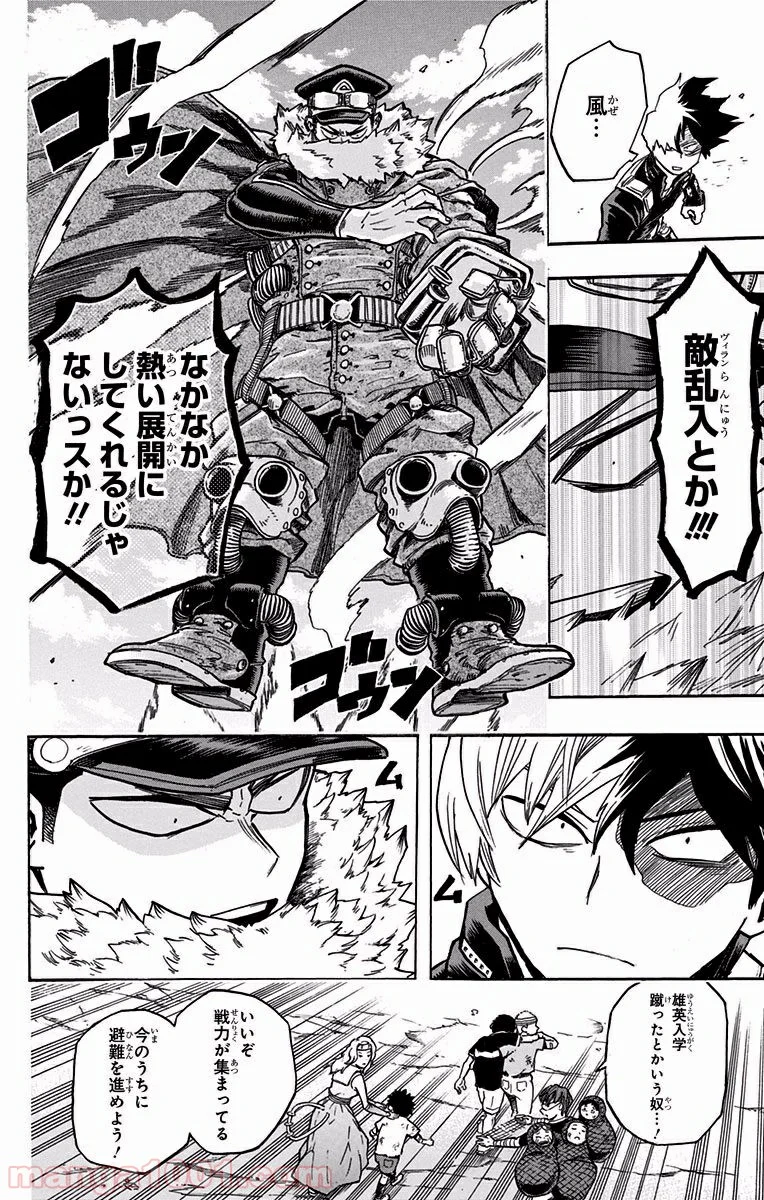 風…
敵乱入とか!!!
ゴウン
なかなか
熱い展開に
してくれるじゃ
ないっスか!!
ゴウン
ム
ム
雄英入学
蹴ったとかいう奴…!
いいぞ
戦力が集まってる
今のうちに
避難を進めよう!
manga1001.com